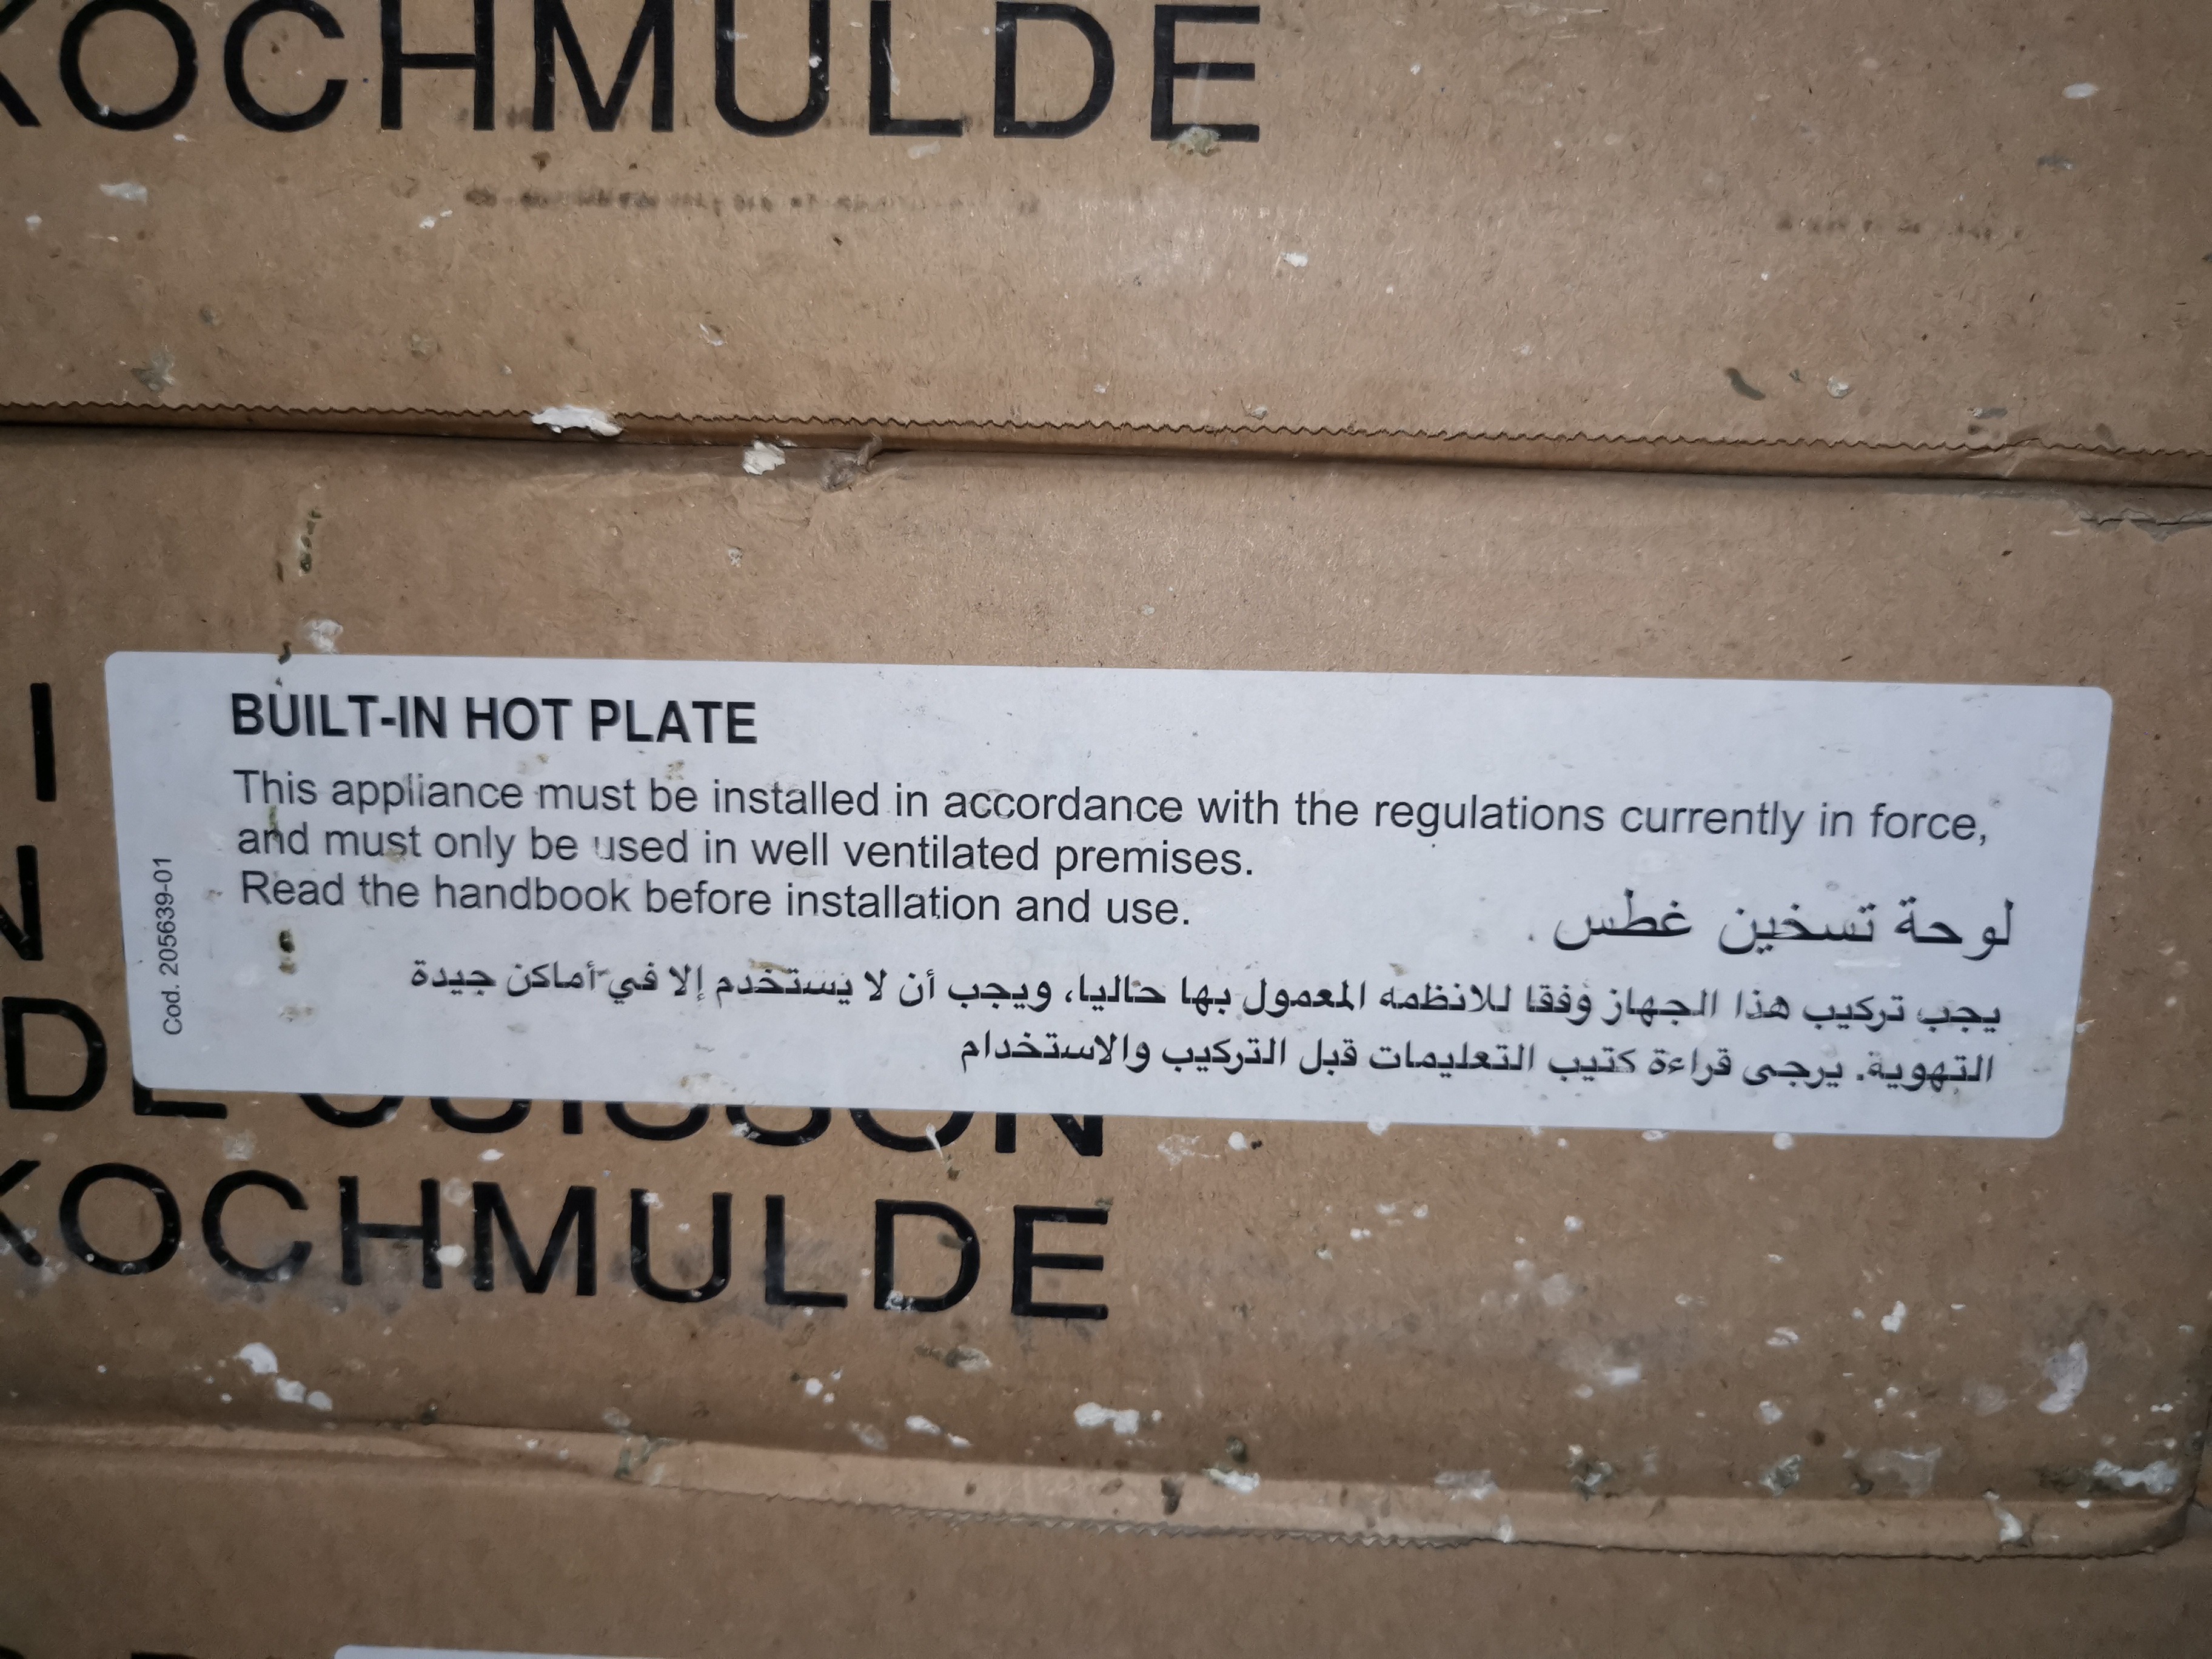 KOCHMULDE
BUILT-IN HOT PLATE
This appliance must be installed in accordance with the regulations currently in force,
and must only be used in well ventilated premises.
Read the handbook before installation and use.
لوحة تسخين غطس .
يجب تركيب هذا الجهاز وفقا للانظمه المعمول بها حاليا، ويجب أن لا يستخدم إلا في أماكن جيدة
التهوية. يرجى قراءة كتيب التعليمات قبل التركيب والاستخدام
Cod. 205639-01
I
N
DE CUISSON
KOCHMULDE